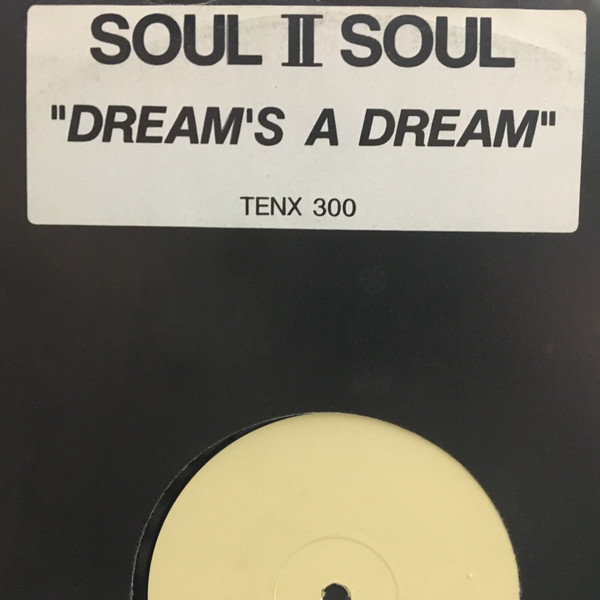 SOUL II SOUL
"DREAM'S A DREAM"
TENX 300